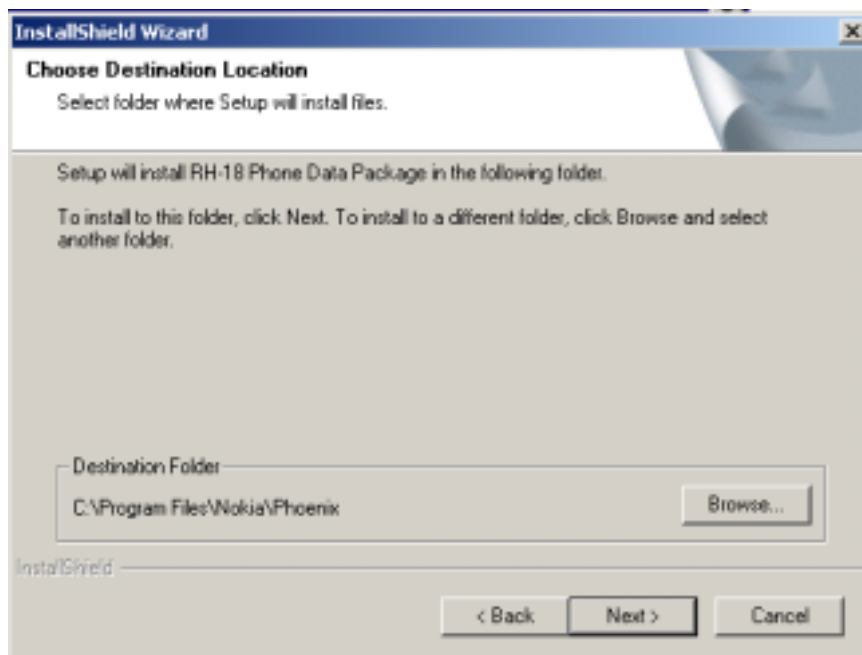 InstallShield Wizard
Choose Destination Location
Select folder where Setup will install files.
Setup will install RH-18 Phone Data Package in the following folder.
To install to this folder, click Next. To install to a different folder, click Browse and select
another folder.
Destination Folder
C:\Program Files\Nokia\Phoenix
Browse...
InstallShield
< Back
Next >
Cancel